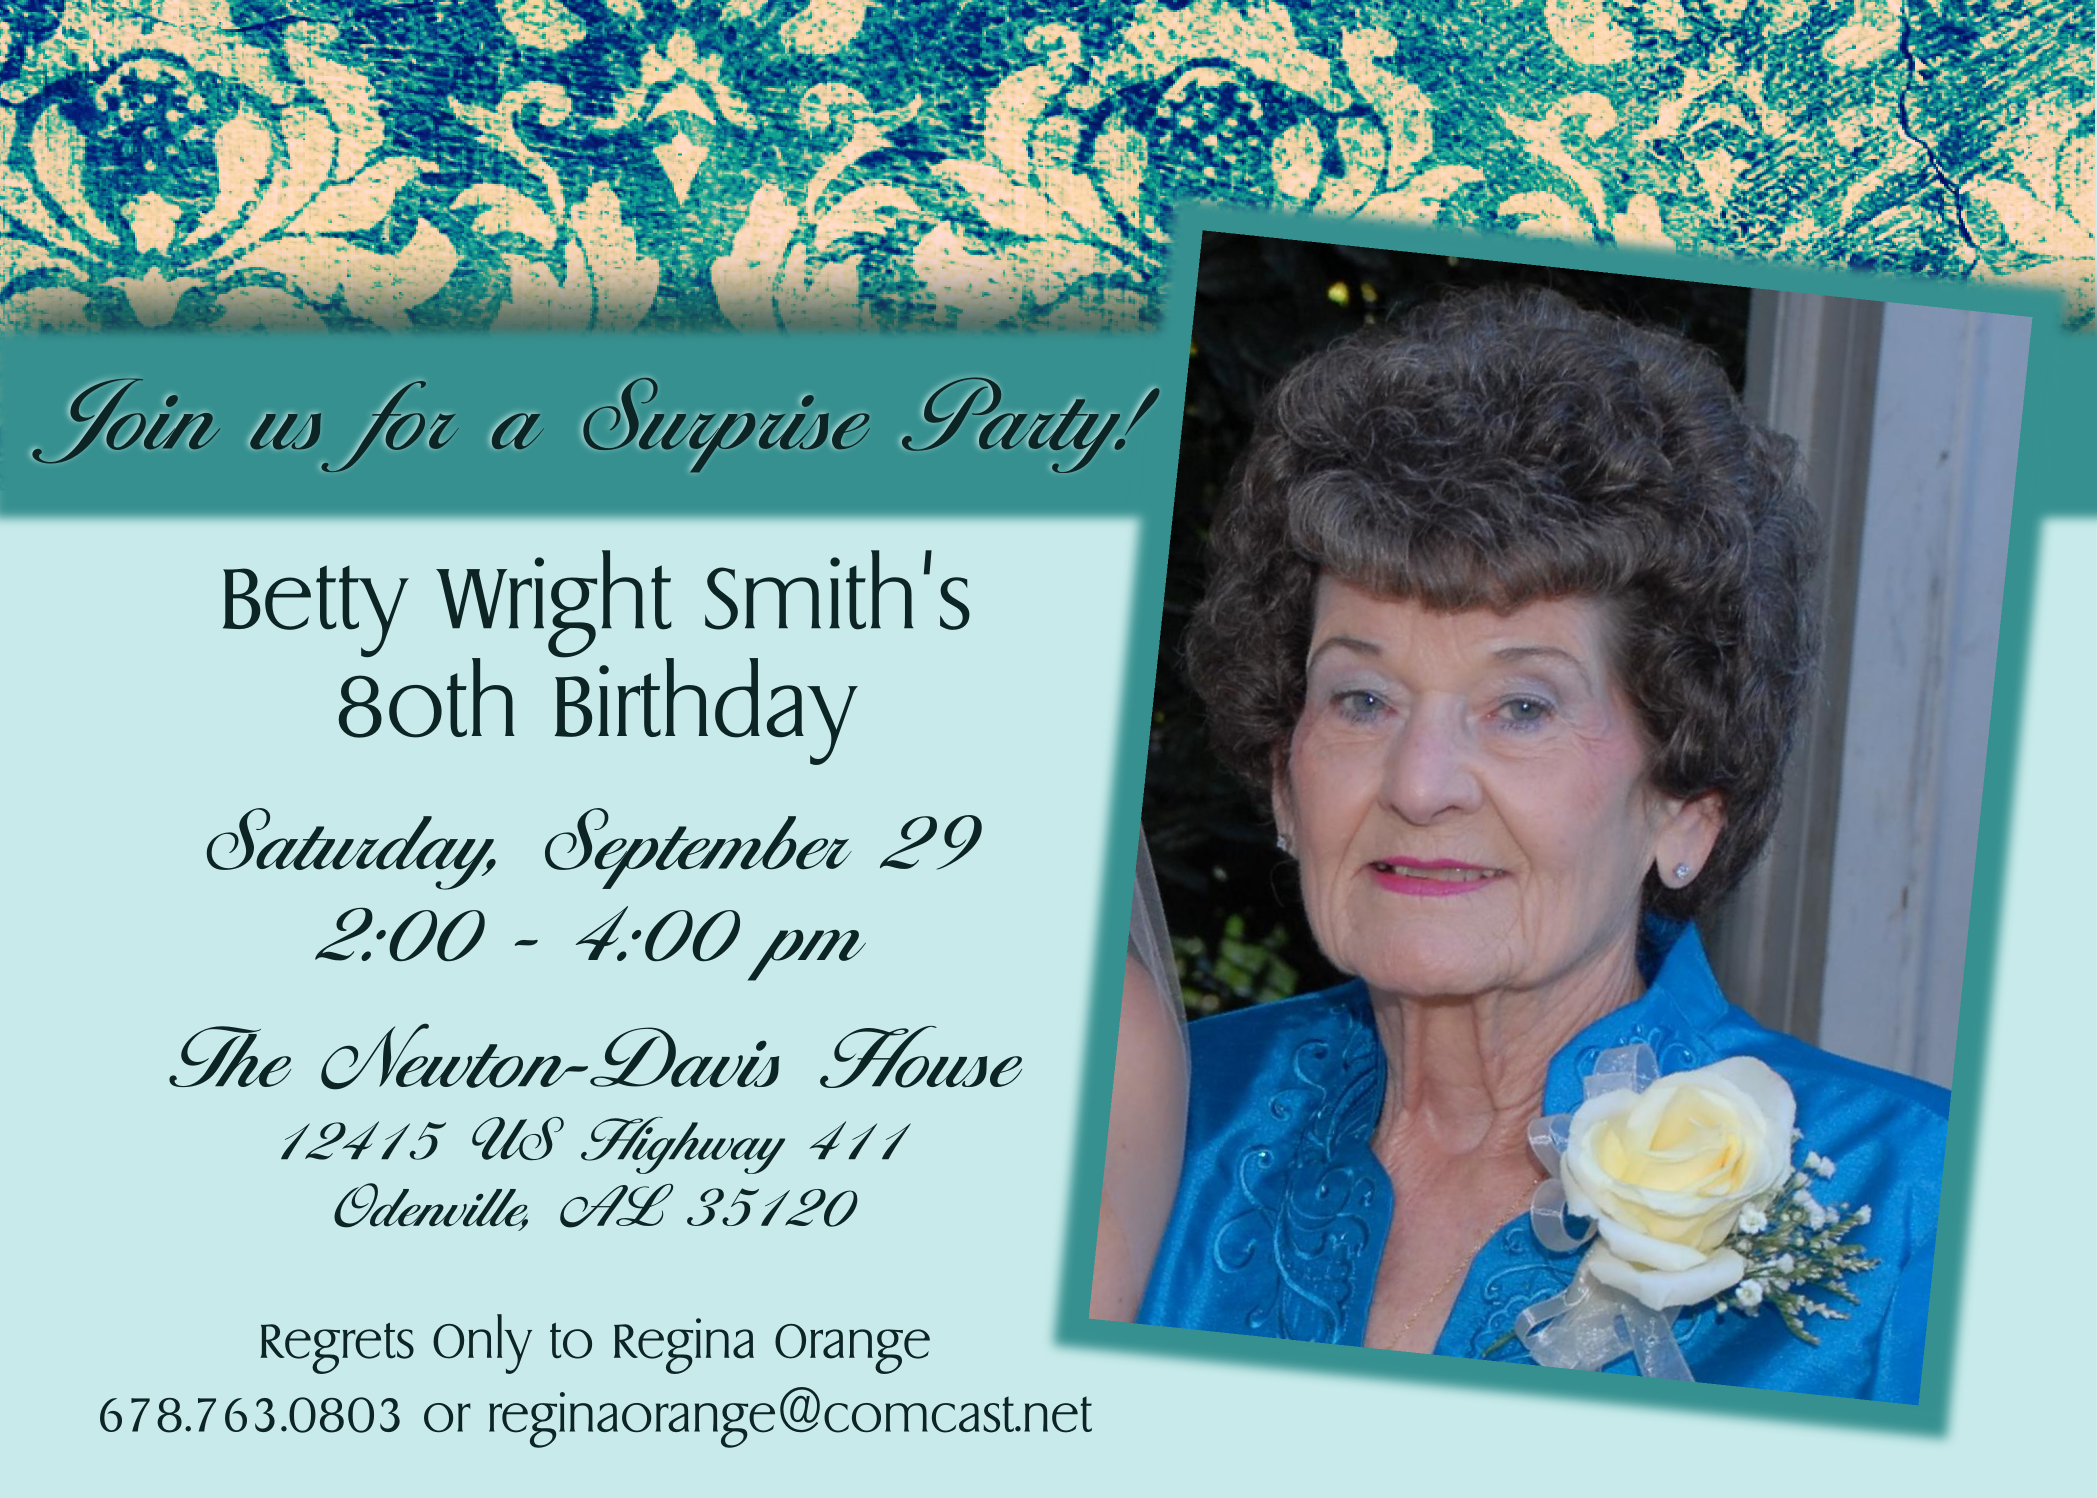 Join us for a Surprise Party!
Betty Wright Smith's
80th Birthday
Saturday, September 29
2:00 - 4:00 pm
The Newton-Davis House
12415 US Highway 411
Odenville, AL 35120
Regrets Only to Regina Orange
678.763.0803 or reginaorange@comcast.net